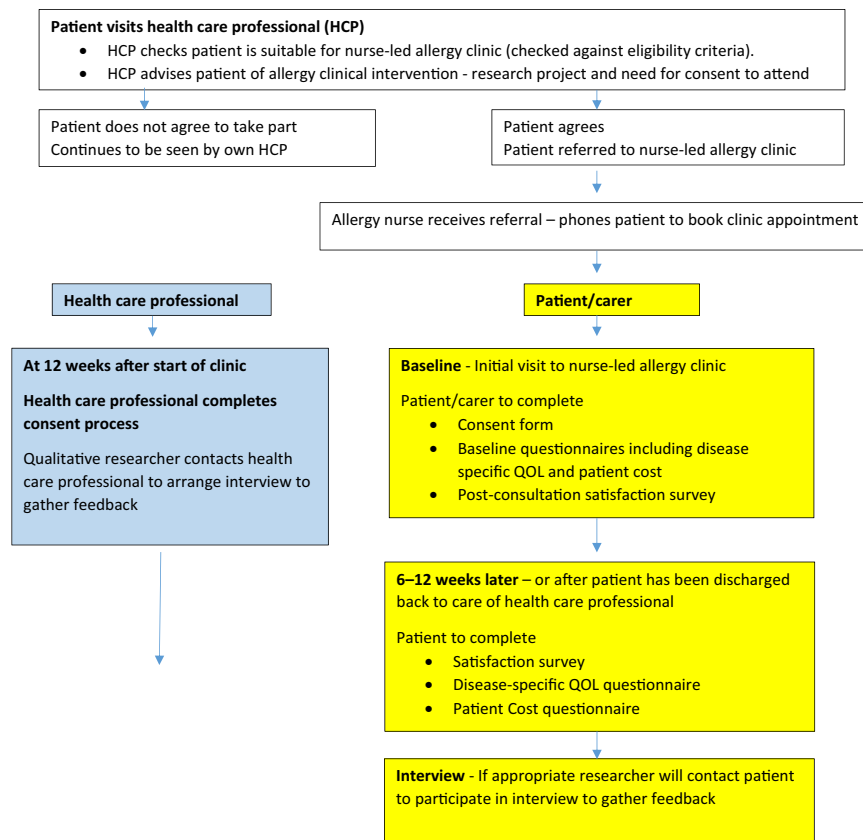 Patient visits health care professional (HCP)
• HCP checks patient is suitable for nurse-led allergy clinic (checked against eligibility criteria).
• HCP advises patient of allergy clinical intervention - research project and need for consent to attend
Patient does not agree to take part
Continues to be seen by own HCP
Patient agrees
Patient referred to nurse-led allergy clinic
Allergy nurse receives referral – phones patient to book clinic appointment
Health care professional
At 12 weeks after start of clinic
Health care professional completes
consent process
Qualitative researcher contacts health
care professional to arrange interview to
gather feedback
Patient/carer
Baseline - Initial visit to nurse-led allergy clinic
Patient/carer to complete
• Consent form
• Baseline questionnaires including disease
specific QOL and patient cost
• Post-consultation satisfaction survey
6–12 weeks later – or after patient has been discharged
back to care of health care professional
Patient to complete
• Satisfaction survey
• Disease-specific QOL questionnaire
• Patient Cost questionnaire
Interview - If appropriate researcher will contact patient
to participate in interview to gather feedback